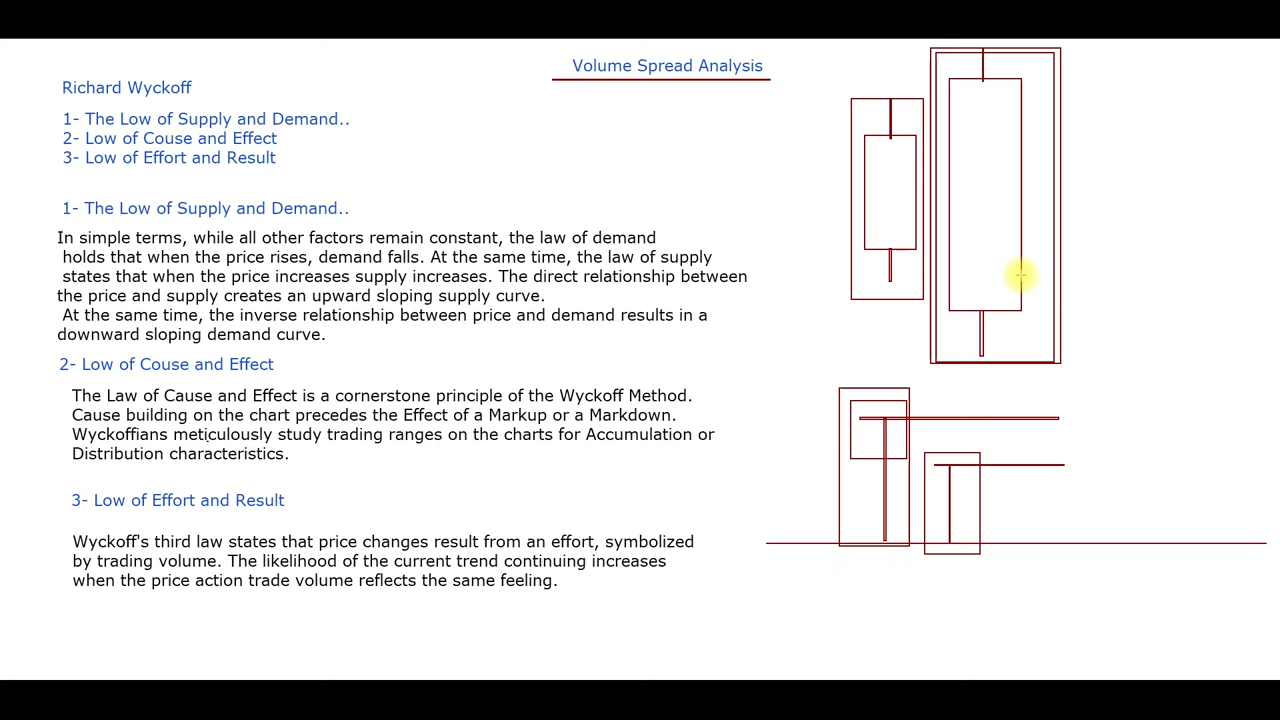 Volume Spread Analysis
Richard Wyckoff
1- The Low of Supply and Demand..
2- Low of Couse and Effect
3- Low of Effort and Result
1- The Low of Supply and Demand..
In simple terms, while all other factors remain constant, the law of demand
holds that when the price rises, demand falls. At the same time, the law of supply
states that when the price increases supply increases. The direct relationship between
the price and supply creates an upward sloping supply curve.
At the same time, the inverse relationship between price and demand results in a
downward sloping demand curve.
2- Low of Couse and Effect
The Law of Cause and Effect is a cornerstone principle of the Wyckoff Method.
Cause building on the chart precedes the Effect of a Markup or a Markdown.
Wyckoffians meticulously study trading ranges on the charts for Accumulation or
Distribution characteristics.
3- Low of Effort and Result
Wyckoff's third law states that price changes result from an effort, symbolized
by trading volume. The likelihood of the current trend continuing increases
when the price action trade volume reflects the same feeling.